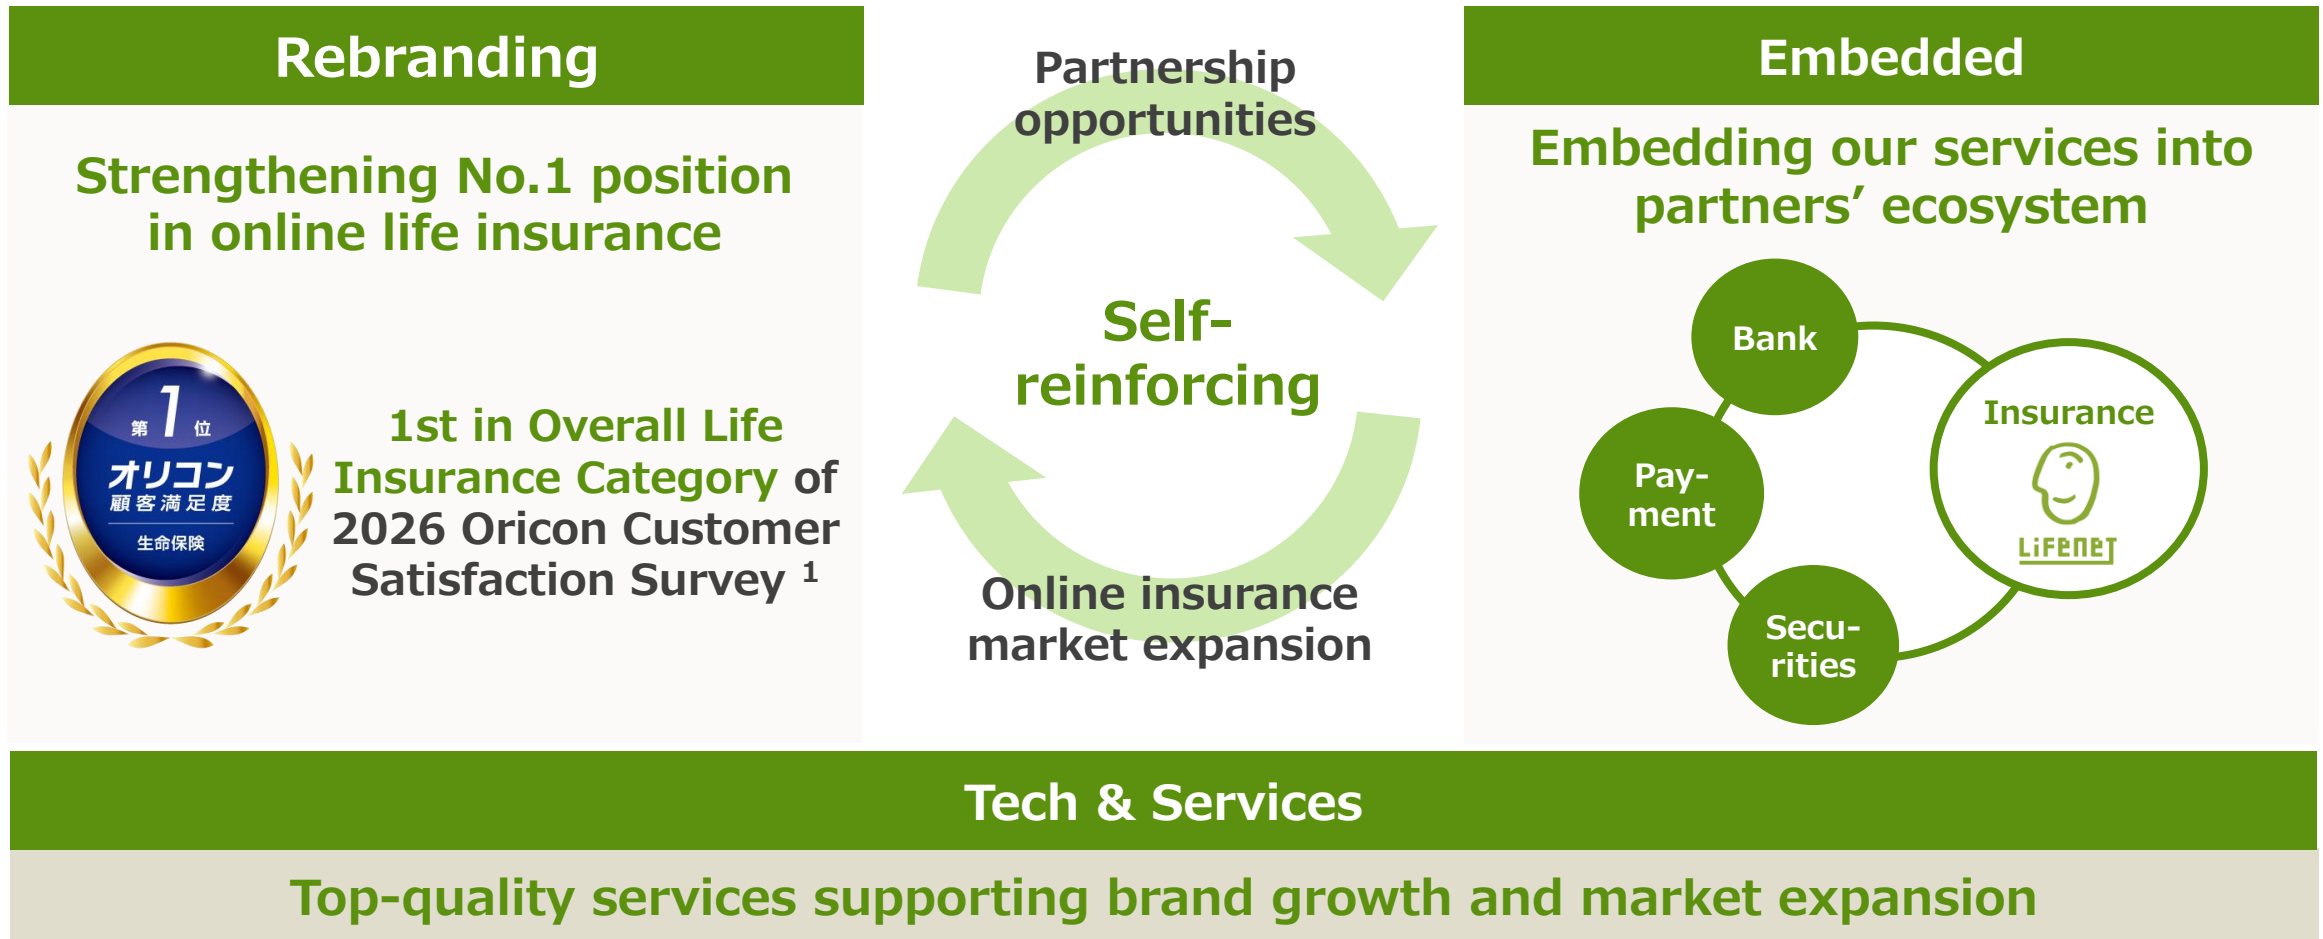 Rebranding
Strengthening No.1 position
in online life insurance
第1位
オリコン
顧客満足度
生命保険
1st in Overall Life
Insurance Category of
2026 Oricon Customer
Satisfaction Survey 1
Partnership
opportunities
Self-
reinforcing
Online insurance
market expansion
Embedded
Embedding our services into
partners’ ecosystem
Bank
Pay-
ment
Secu-
rities
Insurance
LIFENET
Tech & Services
Top-quality services supporting brand growth and market expansion